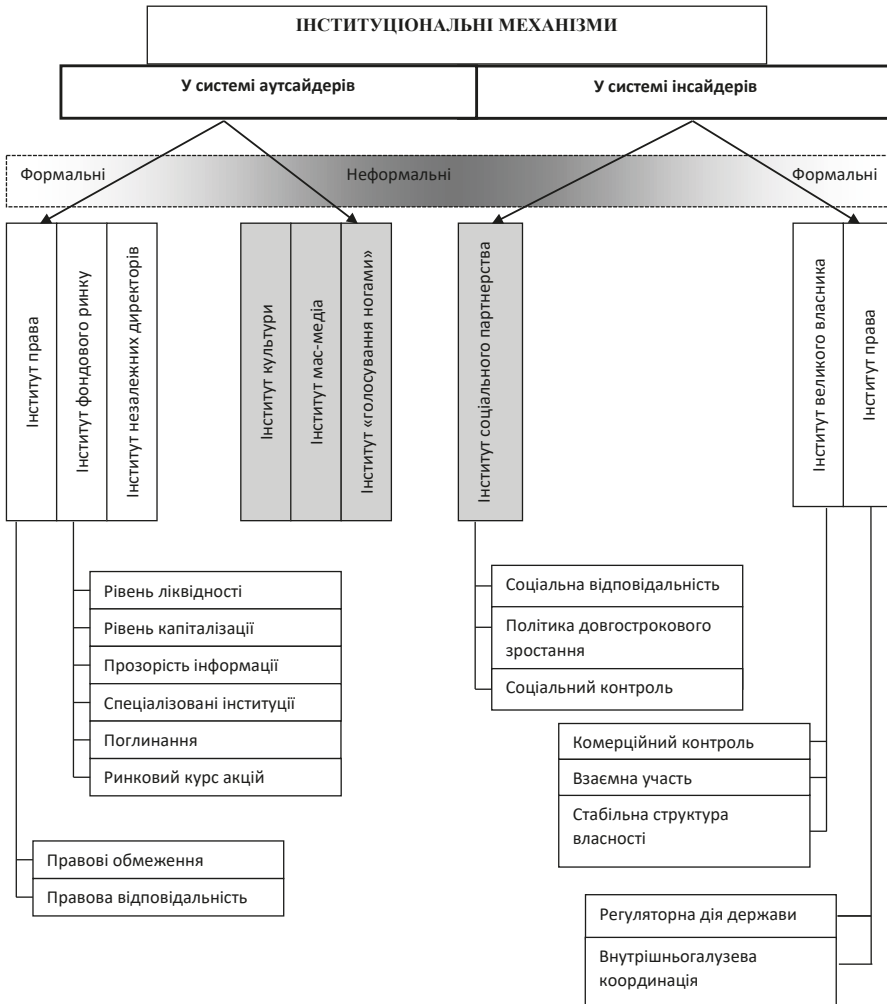 ІНСТИТУЦІОНАЛЬНІ МЕХАНІЗМИ
У системі аутсайдерів
У системі інсайдерів
Формальні
Неформальні
Формальні
Інститут права
Інститут фондового ринку
Інститут незалежних директорів
Інститут культури
Інститут мас-медіа
Інститут «голосування ногами»
Інститут соціального партнерства
Інститут великого власника
Інститут права
Рівень ліквідності
Рівень капіталізації
Прозорість інформації
Спеціалізовані інституції
Поглинання
Ринковий курс акцій
Правові обмеження
Правова відповідальність
Соціальна відповідальність
Політика довгострокового
зростання
Соціальний контроль
Комерційний контроль
Взаємна участь
Стабільна структура
власності
Регуляторна дія держави
Внутрішньогалузева
координація